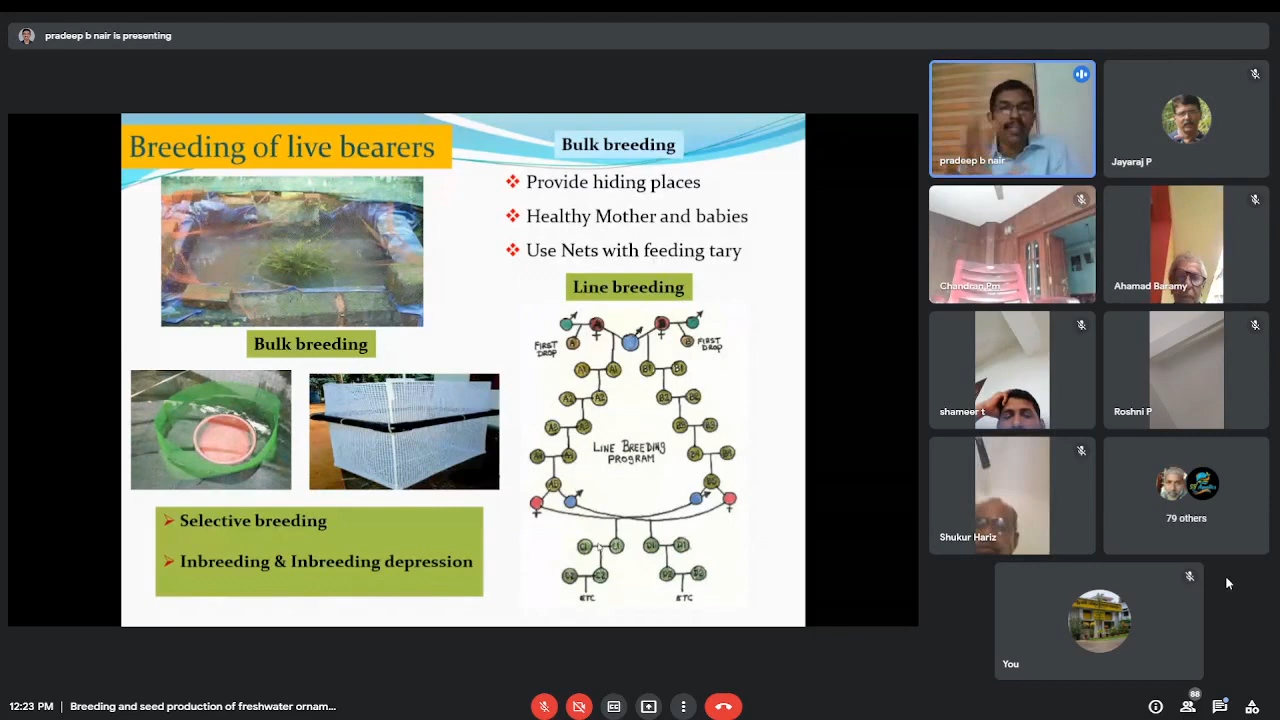 pradeep b nair is presenting
Breeding of live bearers
Bulk breeding
Provide hiding places
Healthy Mother and babies
Use Nets with feeding tary
Line breeding
FIRST DROP
FIRST DROP
LINE BREEDING
PROGRAM
ETC
ETC
Bulk breeding
Selective breeding
Inbreeding & Inbreeding depression
pradeep b nair
Jayaraj P
Chandran Pm
Ahamad Baramy
shameer t
Roshni P
Shukur Hariz
79 others
You
12:23 PM | Breeding and seed production of freshwater ornam...
88